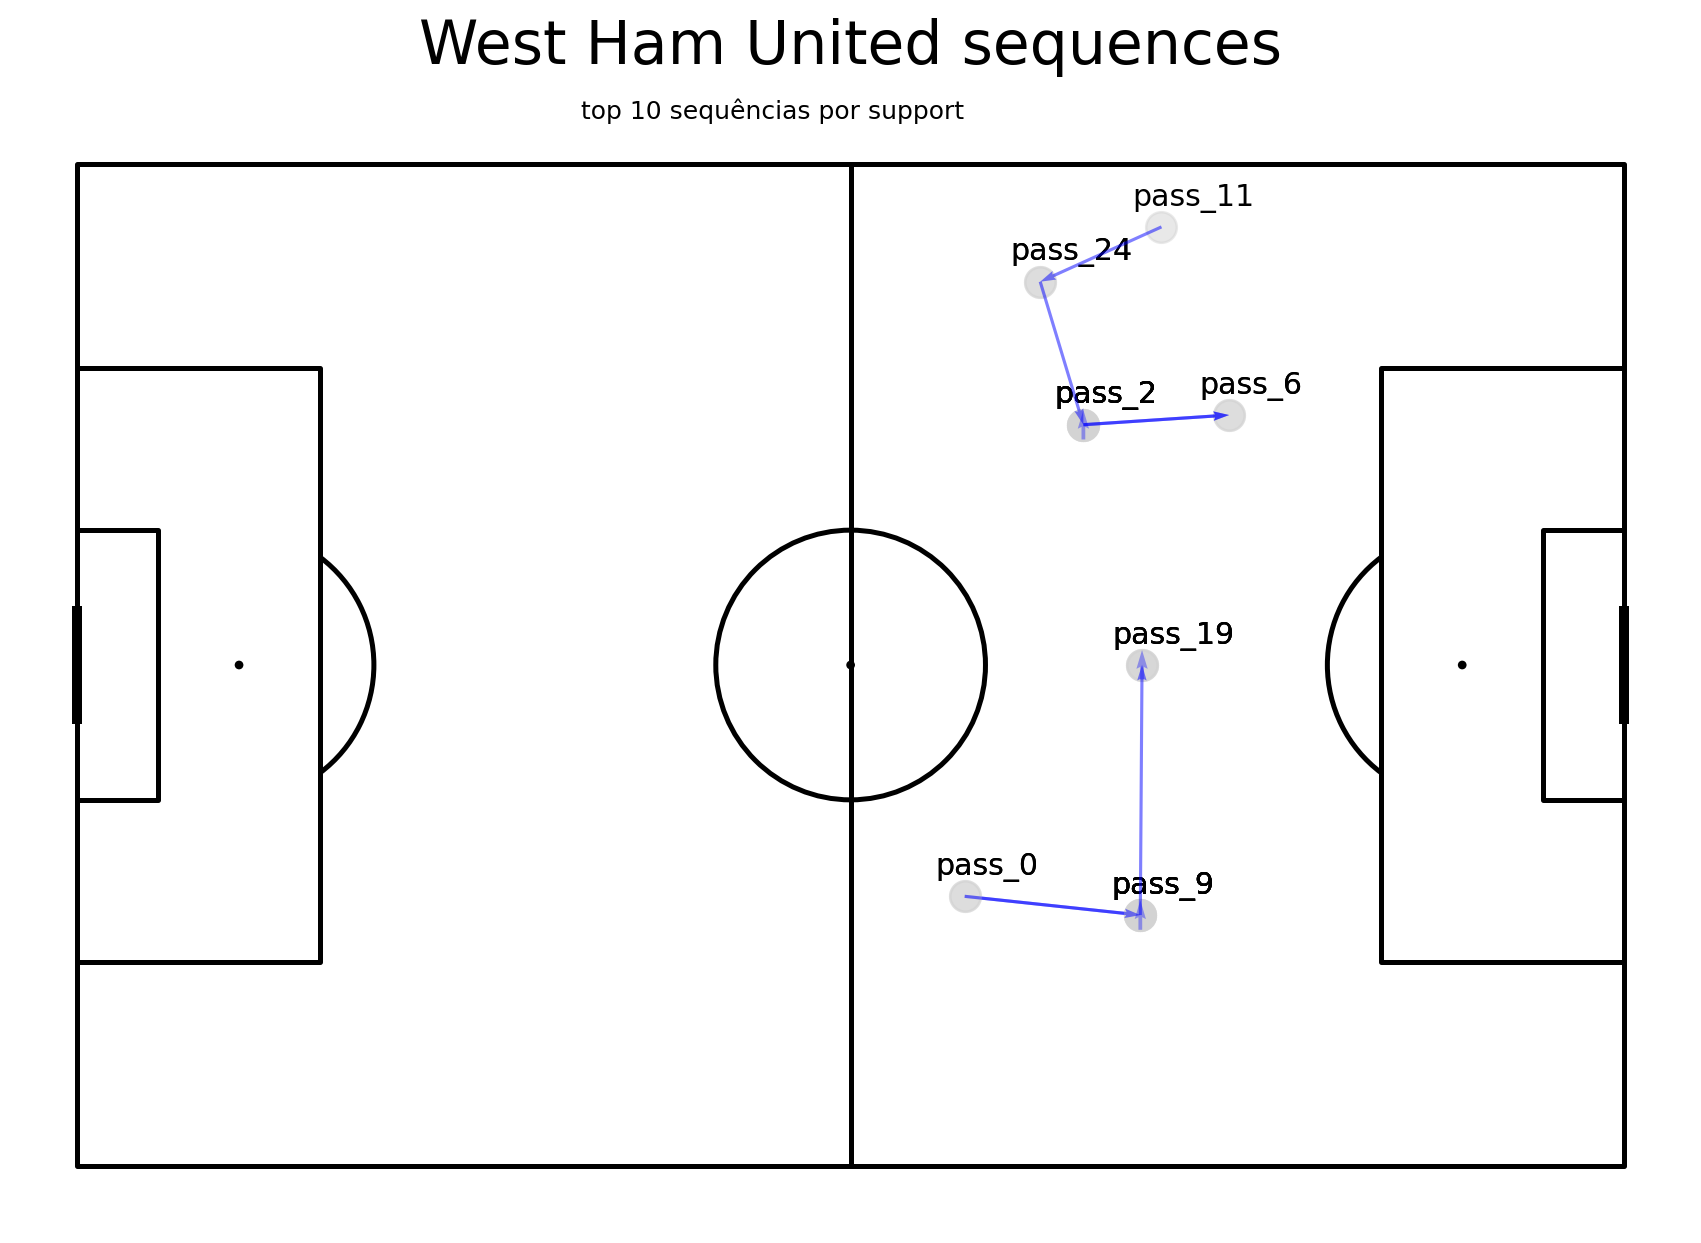 West Ham United sequences
top 10 sequências por support
pass_11
pass_24
pass_6
pass_2
pass_19
pass_0
pass_9